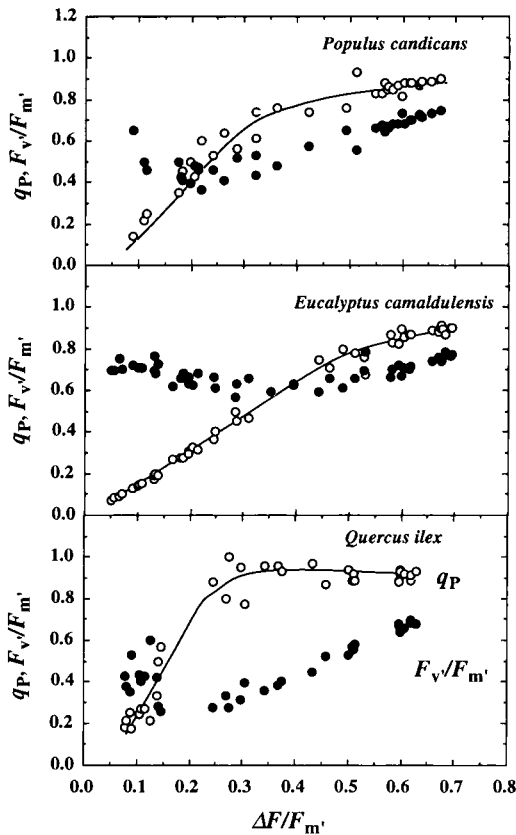 1.2
1.0
0.8
0.6
0.4
0.2
0.0
qP, Fv'/Fm'
Populus candicans
1.0
0.8
0.6
0.4
0.2
0.0
qP, Fv'/Fm'
Eucalyptus camaldulensis
1.0
0.8
0.6
0.4
0.2
0.0
qP, Fv'/Fm'
Quercus ilex
qP
Fv'/Fm'
0.0 0.1 0.2 0.3 0.4 0.5 0.6 0.7
ΔF/Fm'